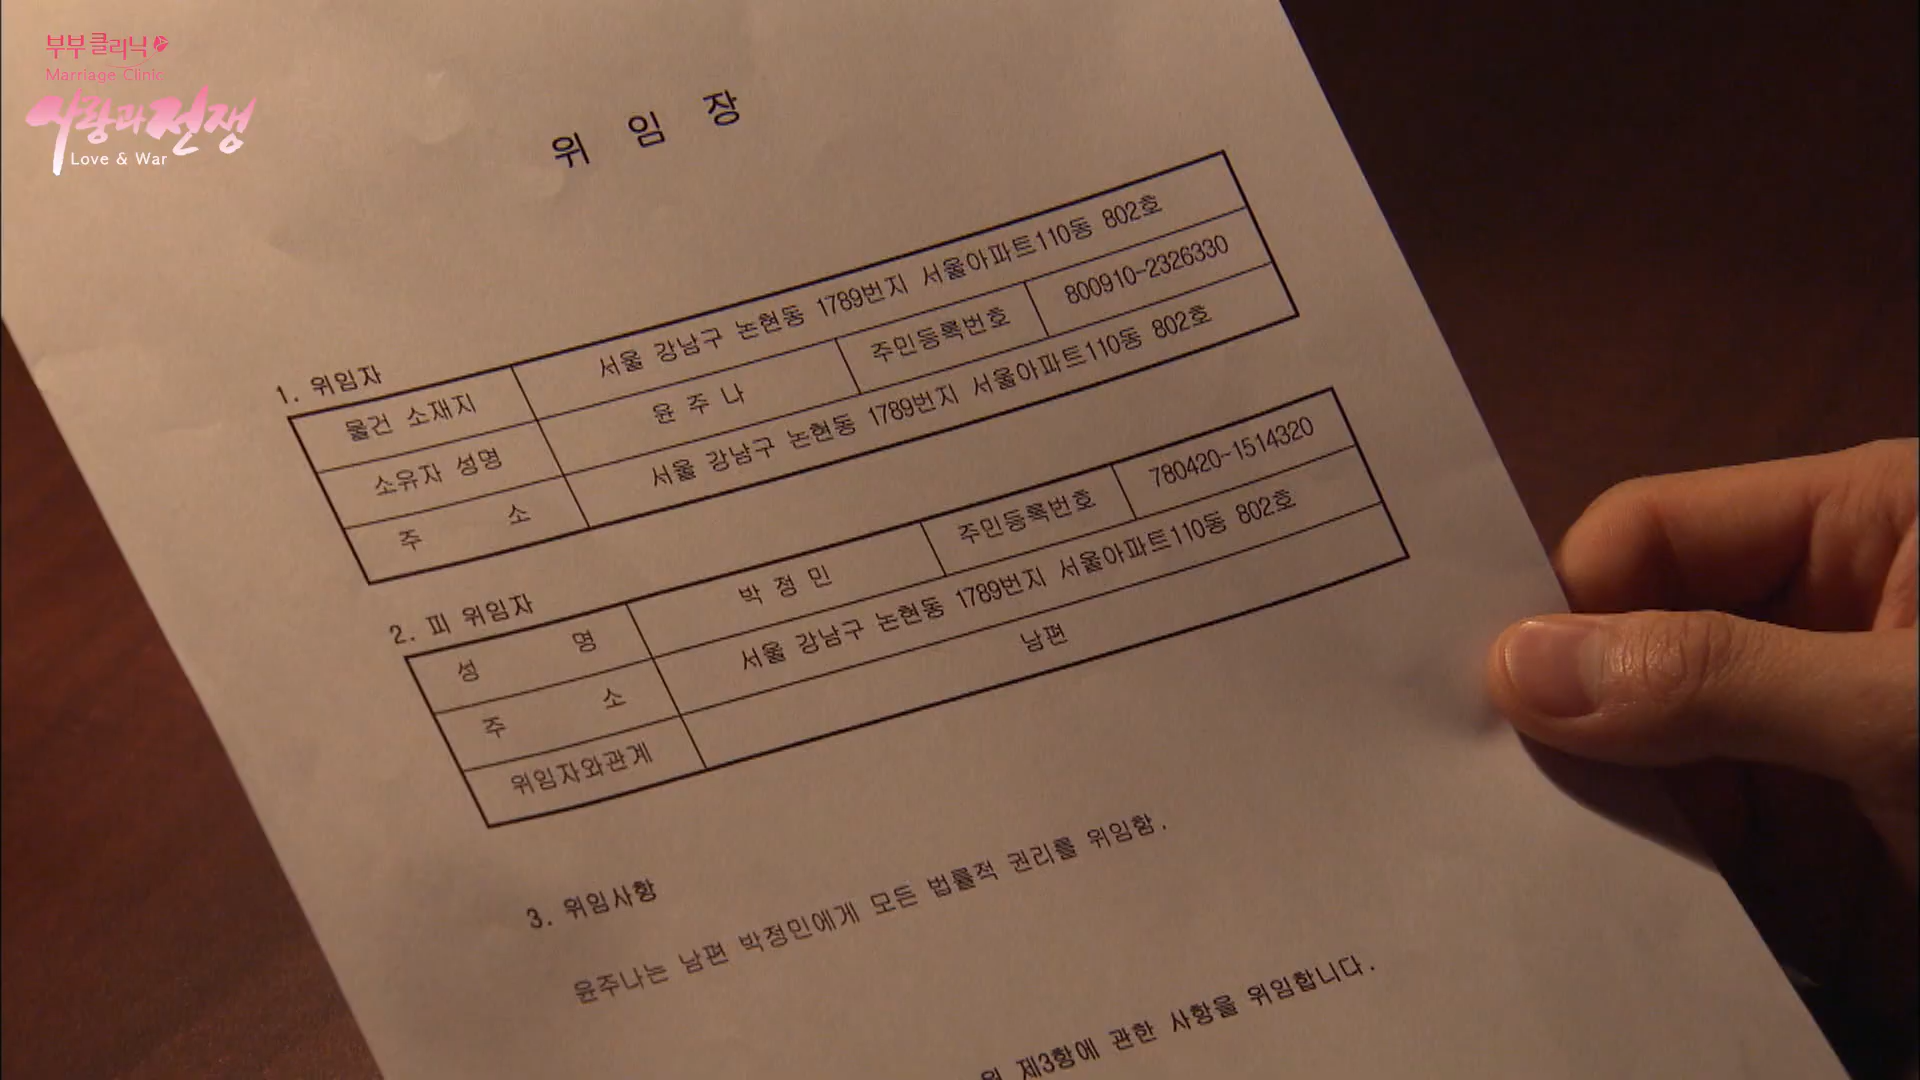 부부클리닉
Marriage Clinic
사랑과 전쟁
Love & War
위 임 장
1. 위임자
물건 소재지 서울 강남구 논현동 1789번지 서울아파트110동 802호
소유자 성명 윤 주 나 주민등록번호 800910-2326330
주 소 서울 강남구 논현동 1789번지 서울아파트110동 802호
2. 피 위임자
성 명 박 정 민 주민등록번호 780420-1514320
주 소 서울 강남구 논현동 1789번지 서울아파트110동 802호
위임자와관계 남편
3. 위임사항
윤주나는 남편 박정민에게 모든 법률적 권리를 위임함.
제3항에 관한 사항을 위임합니다.